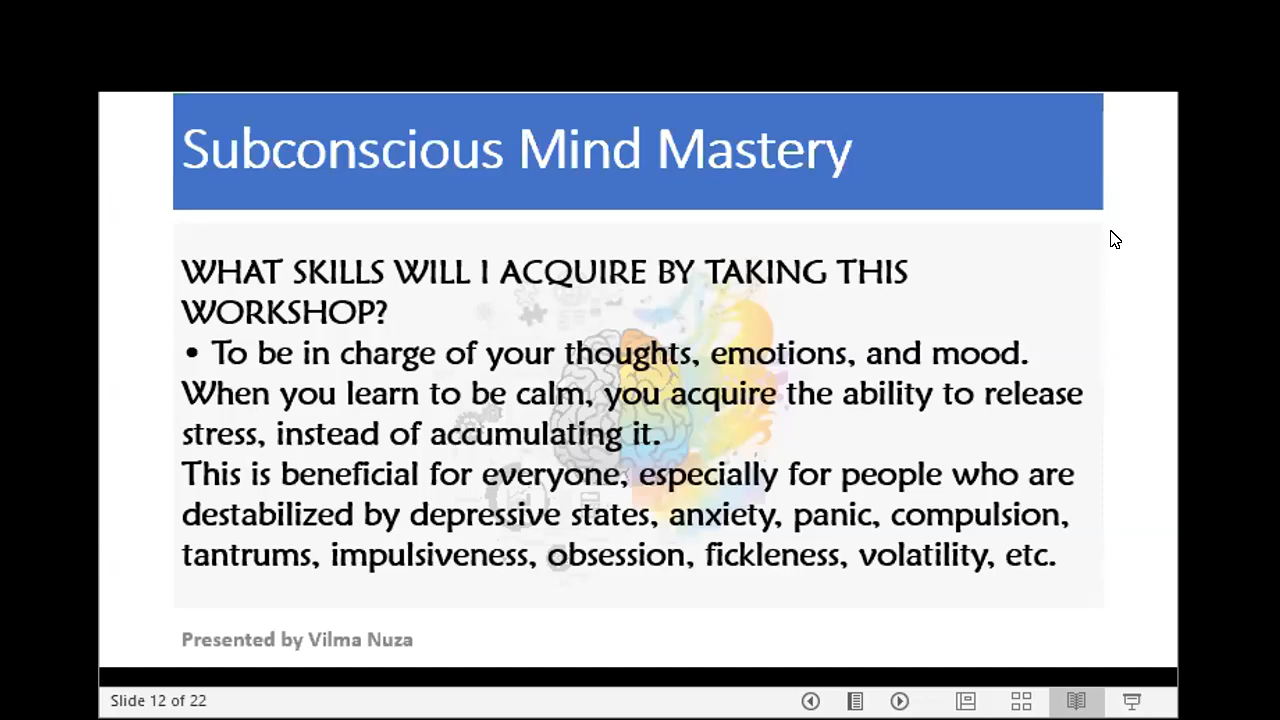 Subconscious Mind Mastery
WHAT SKILLS WILL I ACQUIRE BY TAKING THIS
WORKSHOP?
• To be in charge of your thoughts, emotions, and mood.
When you learn to be calm, you acquire the ability to release
stress, instead of accumulating it.
This is beneficial for everyone, especially for people who are
destabilized by depressive states, anxiety, panic, compulsion,
tantrums, impulsiveness, obsession, fickleness, volatility, etc.
Presented by Vilma Nuza
Slide 12 of 22